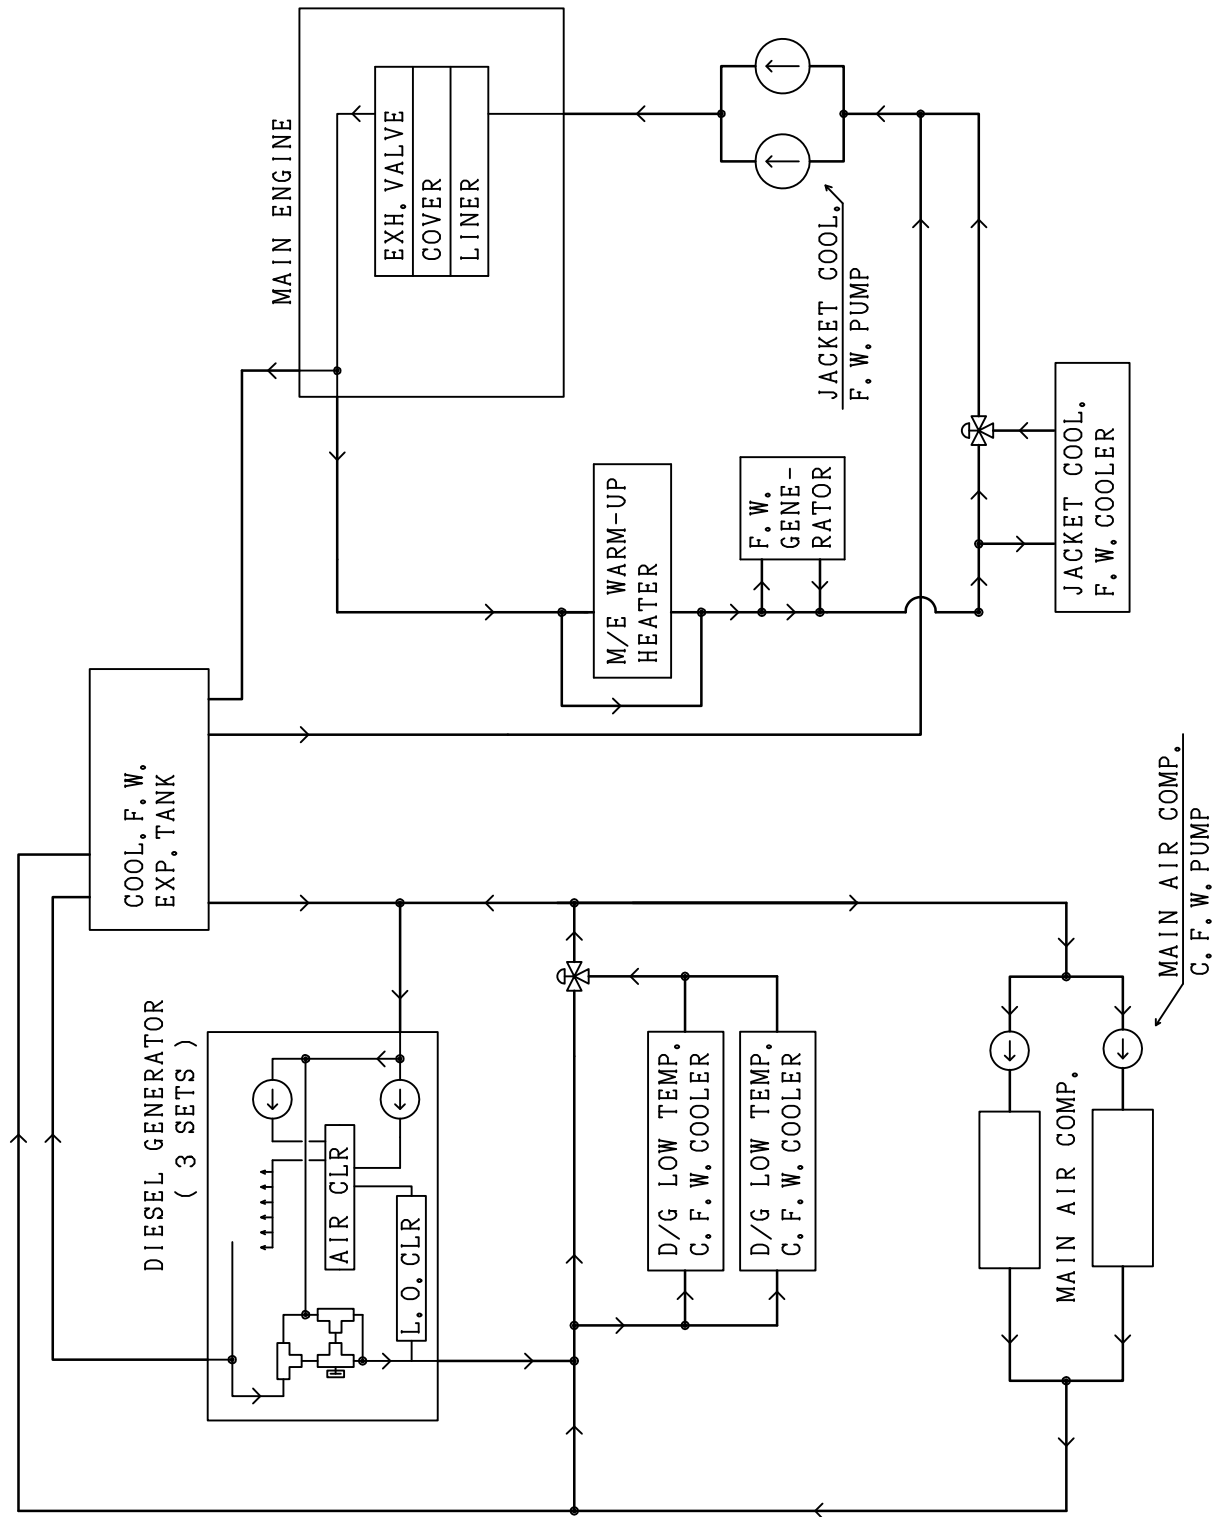 MAIN ENGINE
EXH. VALVE
COVER
LINER
JACKET COOL.
F. W. PUMP
M/E WARM-UP
HEATER
F. W.
GENE-
RATOR
JACKET COOL.
F. W. COOLER
COOL. F. W.
EXP. TANK
DIESEL GENERATOR
( 3 SETS )
AIR CLR
L. O. CLR
D/G LOW TEMP.
C. F. W. COOLER
D/G LOW TEMP.
C. F. W. COOLER
MAIN AIR COMP.
MAIN AIR COMP.
C. F. W. PUMP